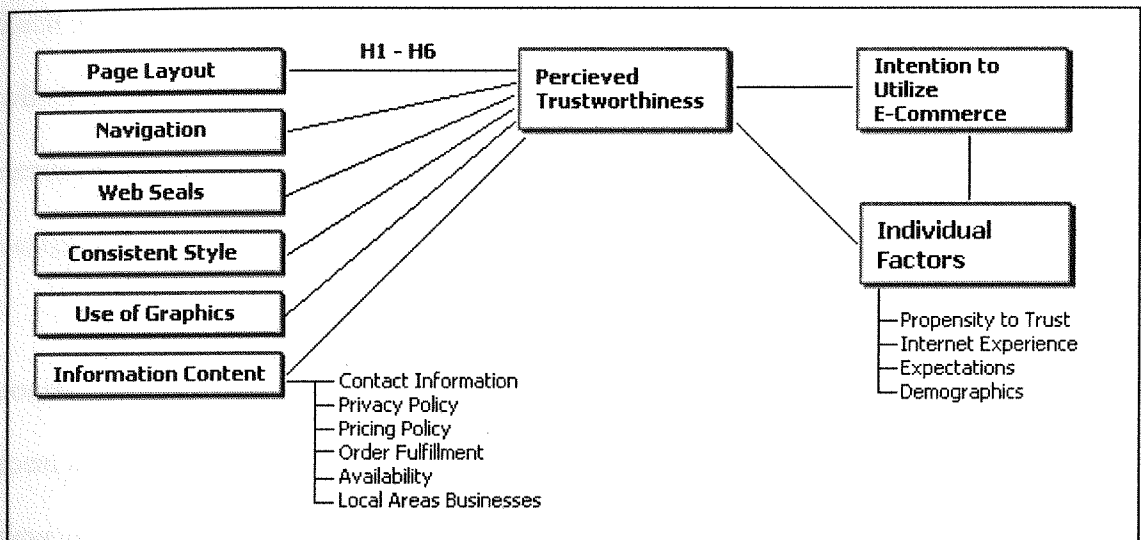 H1 - H6
Page Layout
Navigation
Web Seals
Consistent Style
Use of Graphics
Information Content
Contact Information
Privacy Policy
Pricing Policy
Order Fulfillment
Availability
Local Areas Businesses
Percieved
Trustworthiness
Intention to
Utilize
E-Commerce
Individual
Factors
Propensity to Trust
Internet Experience
Expectations
Demographics